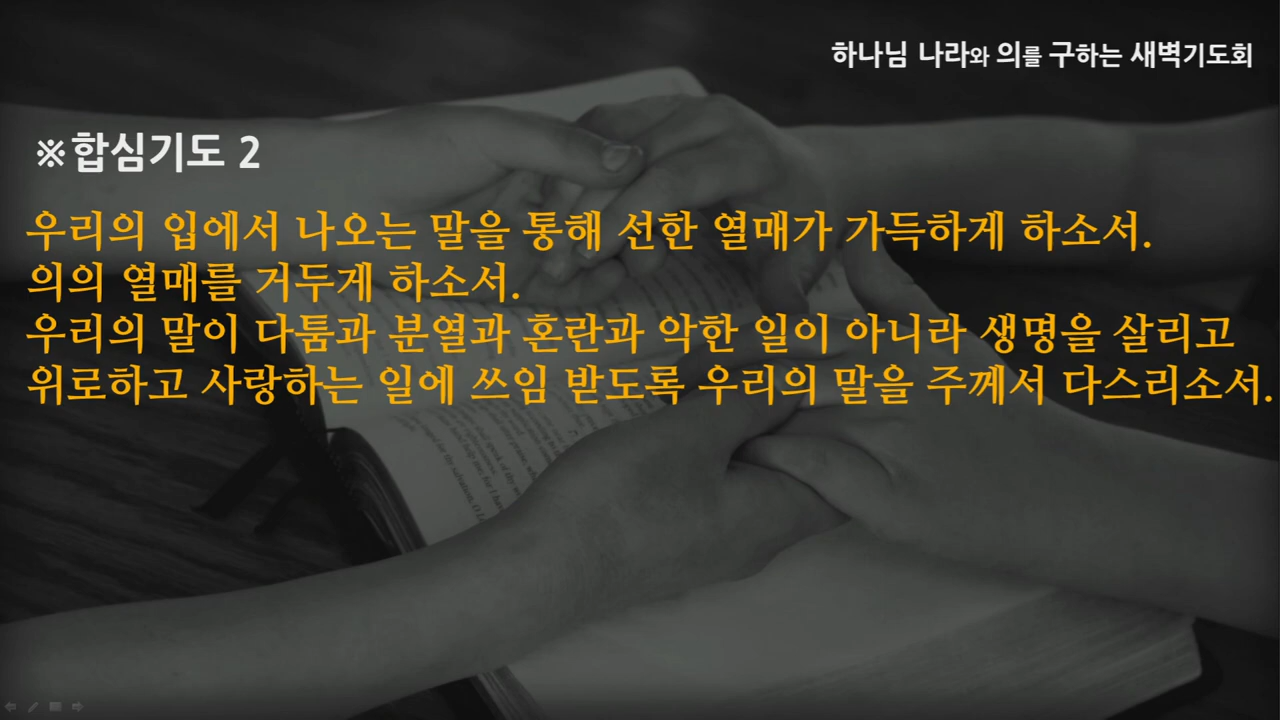 하나님 나라와 의를 구하는 새벽기도회
※합심기도 2
우리의 입에서 나오는 말을 통해 선한 열매가 가득하게 하소서.
의의 열매를 거두게 하소서.
우리의 말이 다툼과 분열과 혼란과 악한 일이 아니라 생명을 살리고
위로하고 사랑하는 일에 쓰임 받도록 우리의 말을 주께서 다스리소서.